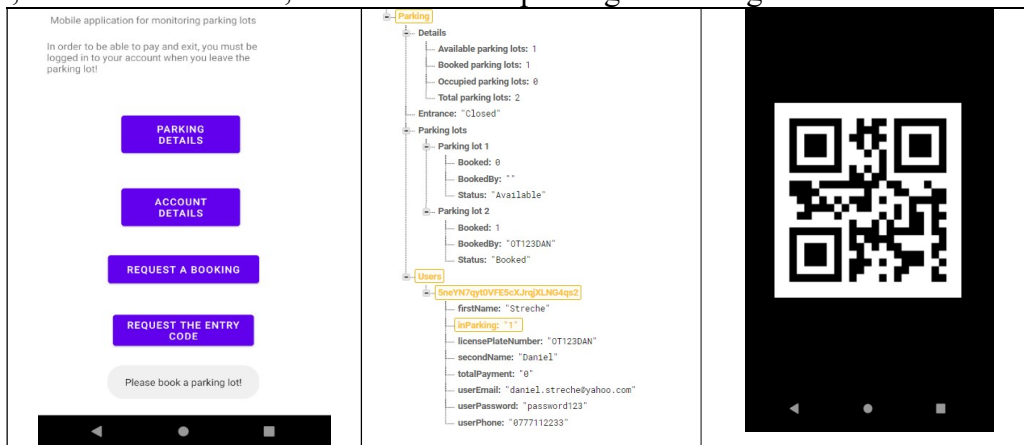 Mobile application for monitoring parking lots
In order to be able to pay and exit, you must be
logged in to your account when you leave the
parking lot!
PARKING
DETAILS
ACCOUNT
DETAILS
REQUEST A BOOKING
REQUEST THE ENTRY
CODE
Please book a parking lot!
Parking
Details
Available parking lots: 1
Booked parking lots: 1
Occupied parking lots: 0
Total parking lots: 2
Entrance: "Closed"
Parking lots
Parking lot 1
Booked: 0
BookedBy: ""
Status: "Available"
Parking lot 2
Booked: 1
BookedBy: "OT123DAN"
Status: "Booked"
Users
5neYN7qyt0VFE5cXJrqjXLNG4qs2
firstName: "Streche"
inParking: "1"
licensePlateNumber: "OT123DAN"
secondName: "Daniel"
totalPayment: "0"
userEmail: "daniel.streche@yahoo.com"
userPassword: "password123"
userPhone: "0777112233"